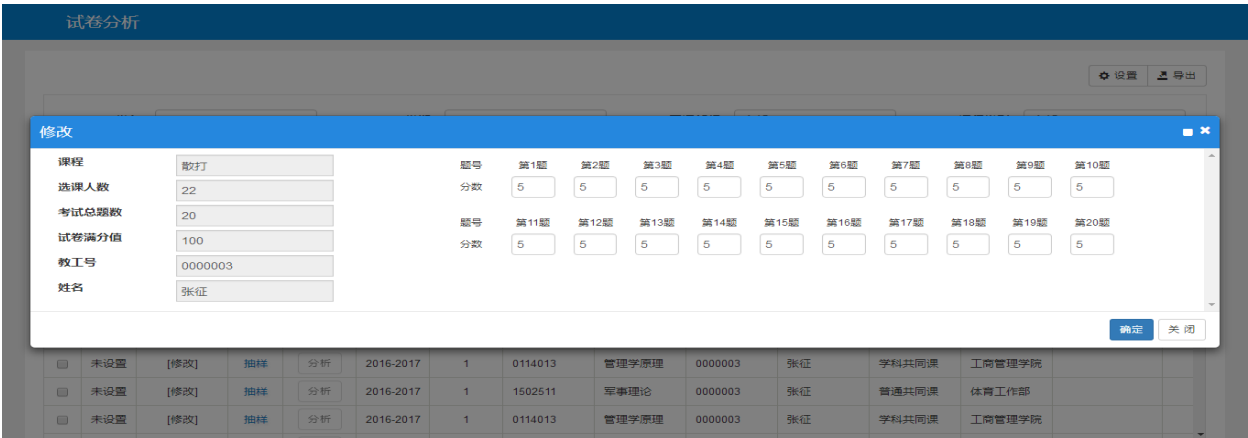 试卷分析
设置 导出
修改
课程 散打
选课人数 22
考试总题数 20
试卷满分值 100
教工号 0000003
姓名 张征
题号 第1题 第2题 第3题 第4题 第5题 第6题 第7题 第8题 第9题 第10题
分数 5 5 5 5 5 5 5 5 5 5
题号 第11题 第12题 第13题 第14题 第15题 第16题 第17题 第18题 第19题 第20题
分数 5 5 5 5 5 5 5 5 5 5
确定 关闭
未设置 [修改] 抽样 分析 2016-2017 1 0114013 管理学原理 0000003 张征 学科共同课 工商管理学院
未设置 [修改] 抽样 分析 2016-2017 1 1502511 军事理论 0000003 张征 普通共同课 体育工作部
未设置 [修改] 抽样 分析 2016-2017 1 0114013 管理学原理 0000003 张征 学科共同课 工商管理学院